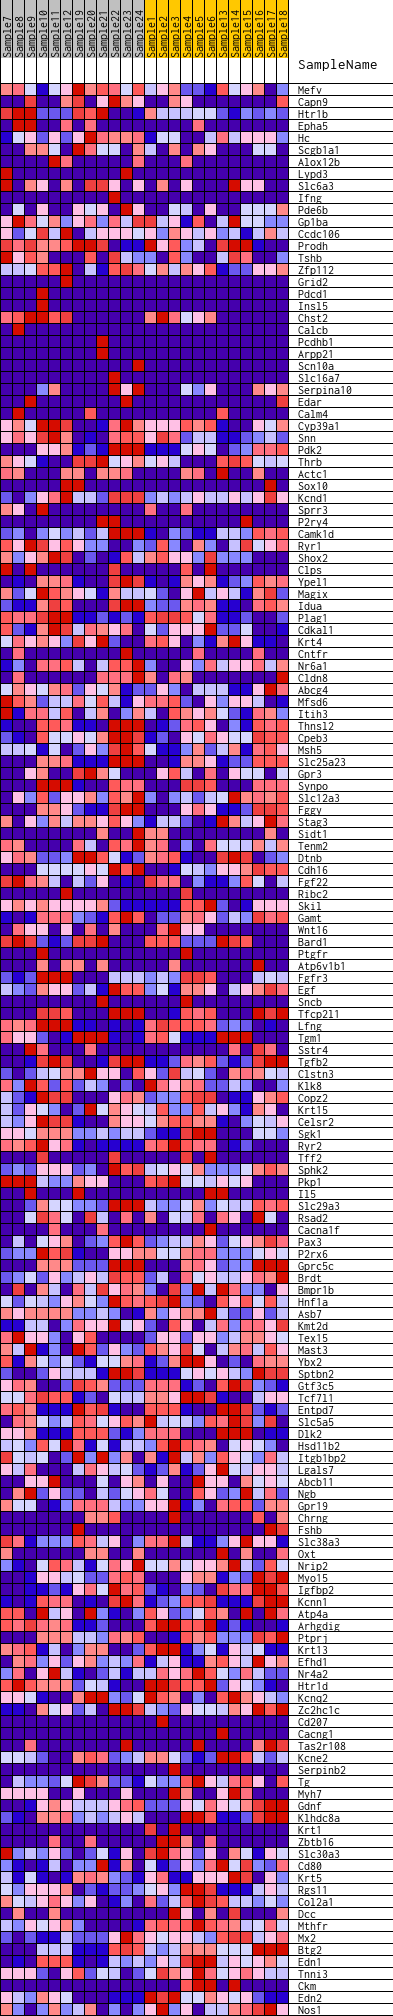 Sample7
Sample8
Sample9
Sample10
Sample11
Sample12
Sample19
Sample20
Sample21
Sample22
Sample23
Sample24
Sample1
Sample2
Sample3
Sample4
Sample5
Sample6
Sample13
Sample14
Sample15
Sample16
Sample17
Sample18
SampleName
Mefv
Capn9
Htr1b
Epha5
Hc
Scgb1a1
Alox12b
Lypd3
Slc6a3
Ifng
Pde6b
Gp1ba
Ccdc106
Prodh
Tshb
Zfp112
Grid2
Pdcd1
Insl5
Chst2
Calcb
Pcdhb1
Arpp21
Scn10a
Slc16a7
Serpina10
Edar
Calm4
Cyp39a1
Snn
Pdk2
Thrb
Actc1
Sox10
Kcnd1
Sprr3
P2ry4
Camk1d
Ryr1
Shox2
Clps
Ypel1
Magix
Idua
Plag1
Cdkal1
Krt4
Cntfr
Nr6a1
Cldn8
Abcg4
Mfsd6
Itih3
Thnsl2
Cpeb3
Msh5
Slc25a23
Gpr3
Synpo
Slc12a3
Fggy
Stag3
Sidt1
Tenm2
Dtnb
Cdh16
Fgf22
Ribc2
Skil
Gamt
Wnt16
Bard1
Ptgfr
Atp6v1b1
Fgfr3
Egf
Sncb
Tfcp2l1
Lfng
Tgm1
Sstr4
Tgfb2
Clstn3
Klk8
Copz2
Krt15
Celsr2
Sgk1
Ryr2
Tff2
Sphk2
Pkp1
Il5
Slc29a3
Rsad2
Cacna1f
Pax3
P2rx6
Gprc5c
Brdt
Bmpr1b
Hnf1a
Asb7
Kmt2d
Tex15
Mast3
Ybx2
Sptbn2
Gtf3c5
Tcf7l1
Entpd7
Slc5a5
Dlk2
Hsd11b2
Itgb1bp2
Lgals7
Abcb11
Ngb
Gpr19
Chrng
Fshb
Slc38a3
Oxt
Nrip2
Myo15
Igfbp2
Kcnn1
Atp4a
Arhgdig
Ptprj
Krt13
Efhd1
Nr4a2
Htr1d
Kcnq2
Zc2hc1c
Cd207
Cacng1
Tas2r108
Kcne2
Serpinb2
Tg
Myh7
Gdnf
Klhdc8a
Krt1
Zbtb16
Slc30a3
Cd80
Krt5
Rgs11
Col2a1
Dcc
Mthfr
Mx2
Btg2
Edn1
Tnni3
Ckm
Edn2
Nos1